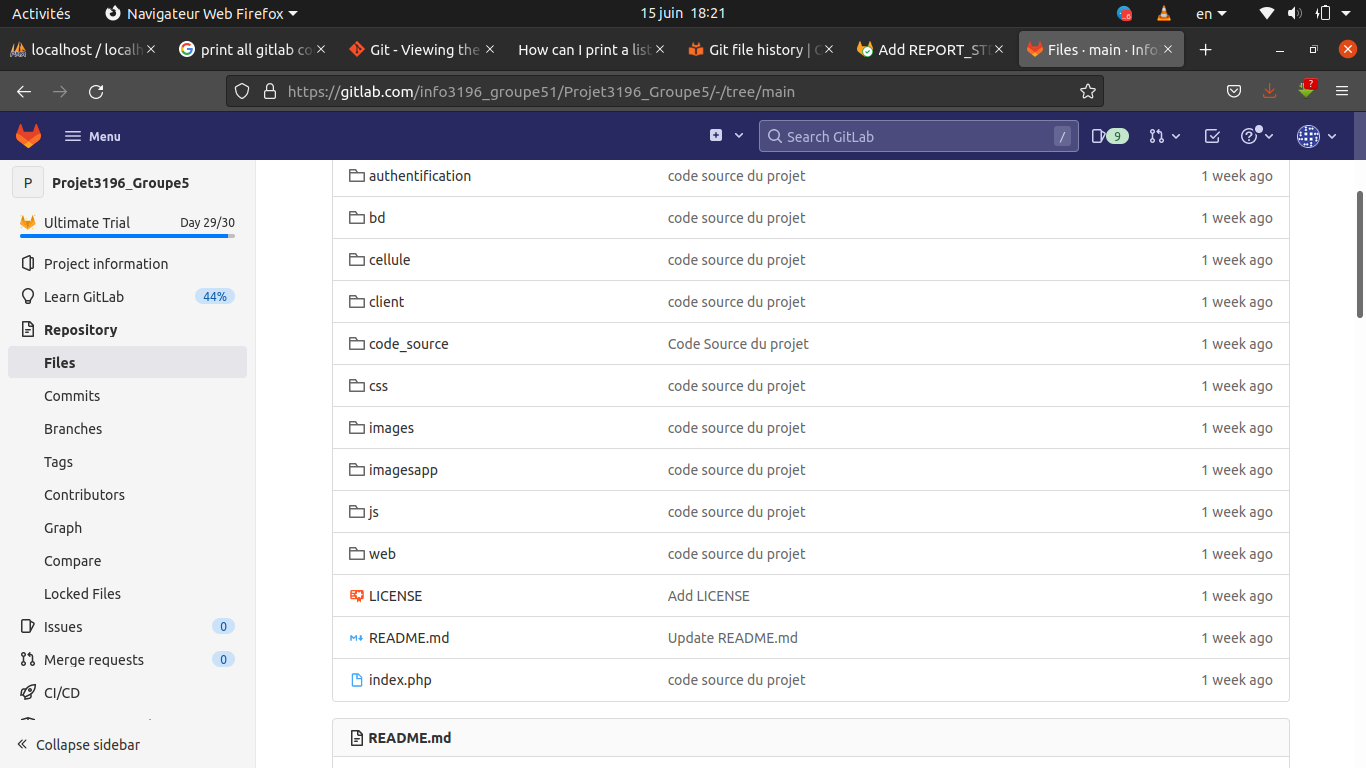 Activités Navigateur Web Firefox 15 juin 18:21 en
localhost / localh print all gitlab co Git - Viewing the How can I print a list Git file history | C Add REPORT_STD Files · main · Info
https://gitlab.com/info3196_groupe51/Projet3196_Groupe5/-/tree/main
Menu Search GitLab / 9
P Projet3196_Groupe5
Ultimate Trial Day 29/30
Project information
Learn GitLab 44%
Repository
Files
Commits
Branches
Tags
Contributors
Graph
Compare
Locked Files
Issues 0
Merge requests 0
CI/CD
Collapse sidebar
authentification code source du projet 1 week ago
bd code source du projet 1 week ago
cellule code source du projet 1 week ago
client code source du projet 1 week ago
code_source Code Source du projet 1 week ago
css code source du projet 1 week ago
images code source du projet 1 week ago
imagesapp code source du projet 1 week ago
js code source du projet 1 week ago
web code source du projet 1 week ago
LICENSE Add LICENSE 1 week ago
README.md Update README.md 1 week ago
index.php code source du projet 1 week ago
README.md